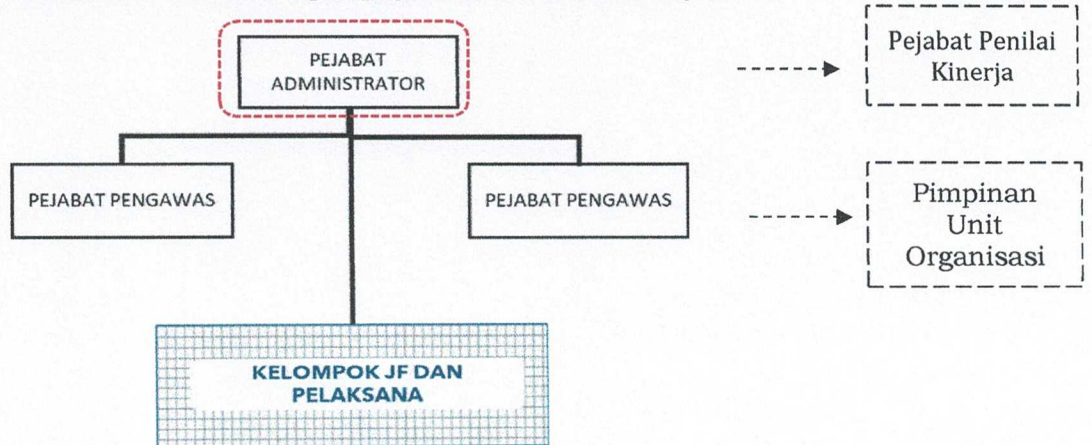 PEJABAT
ADMINISTRATOR
Pejabat Penilai
Kinerja
PEJABAT PENGAWAS
PEJABAT PENGAWAS
Pimpinan
Unit
Organisasi
KELOMPOK JF DAN
PELAKSANA